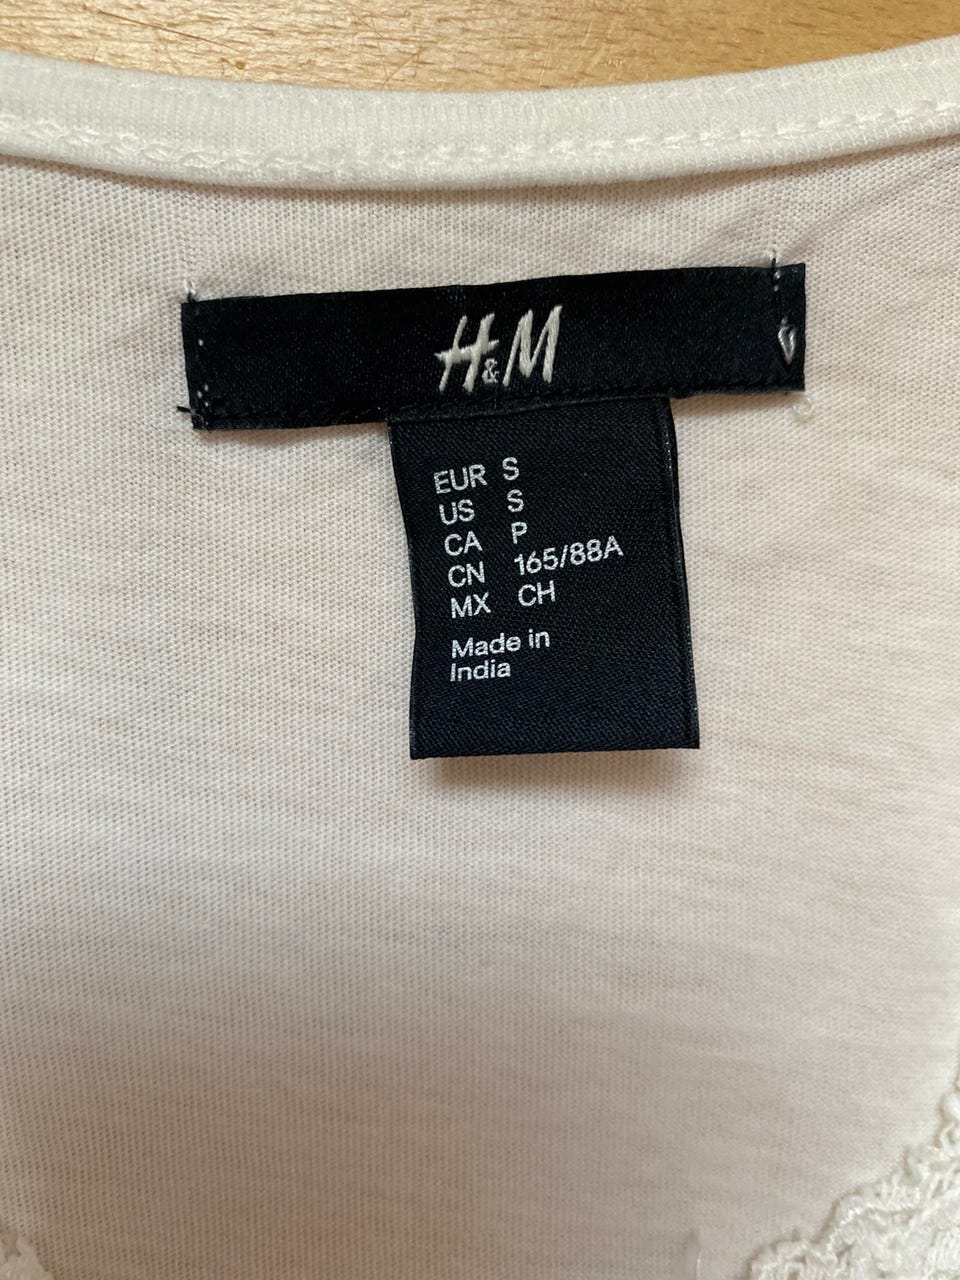 H&M
EUR S
US S
CA P
CN 165/88A
MX CH
Made in
India